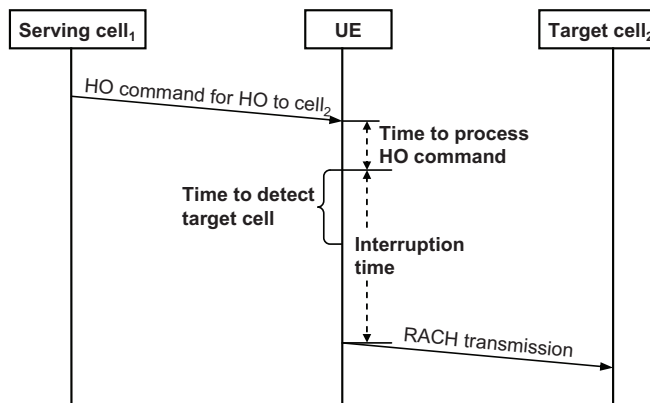 Serving cell₁
UE
Target cell₂
HO command for HO to cell₂
Time to process
HO command
Time to detect
target cell
Interruption
time
RACH transmission